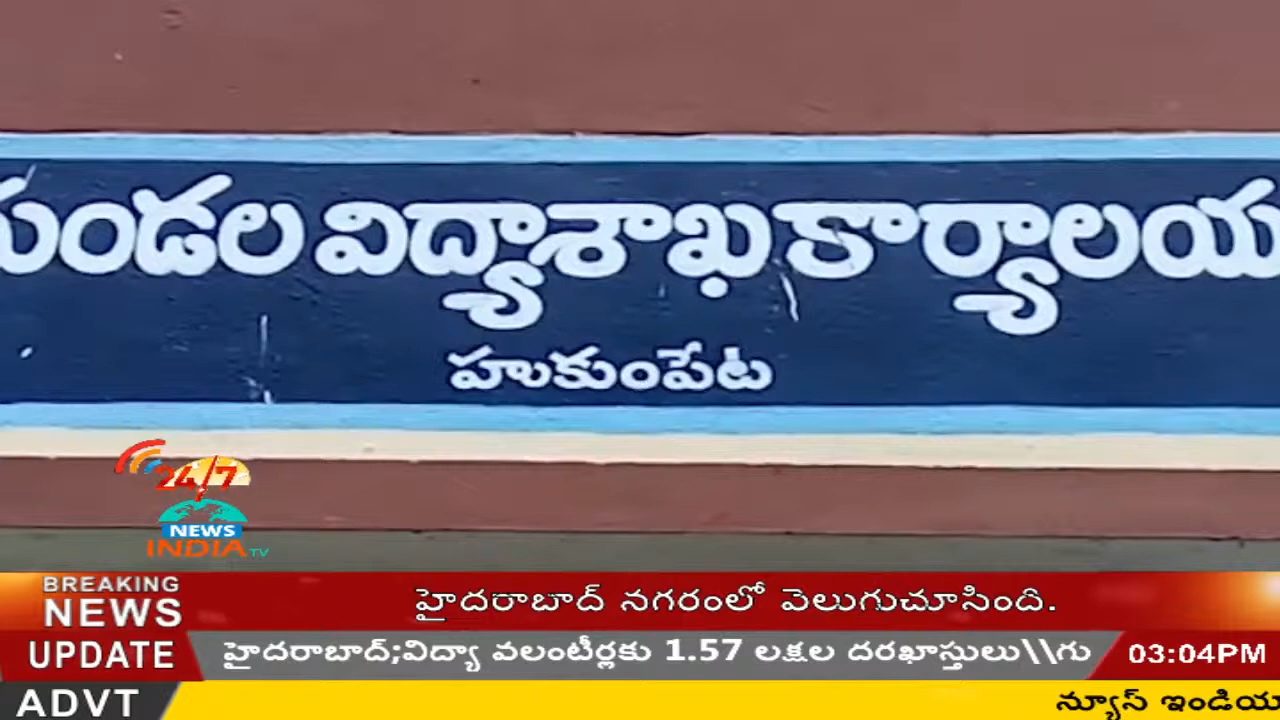 మండల విద్యాశాఖ కార్యాలయ
హుకుంపేట
24/7
NEWS
INDIA.TV
BREAKING
NEWS
హైదరాబాద్ నగరంలో వెలుగుచూసింది.
UPDATE
హైదరాబాద్;విద్యా వలంటీర్లకు 1.57 లక్షల దరఖాస్తులు\\గు
03:04PM
ADVT
న్యూస్ ఇండియ